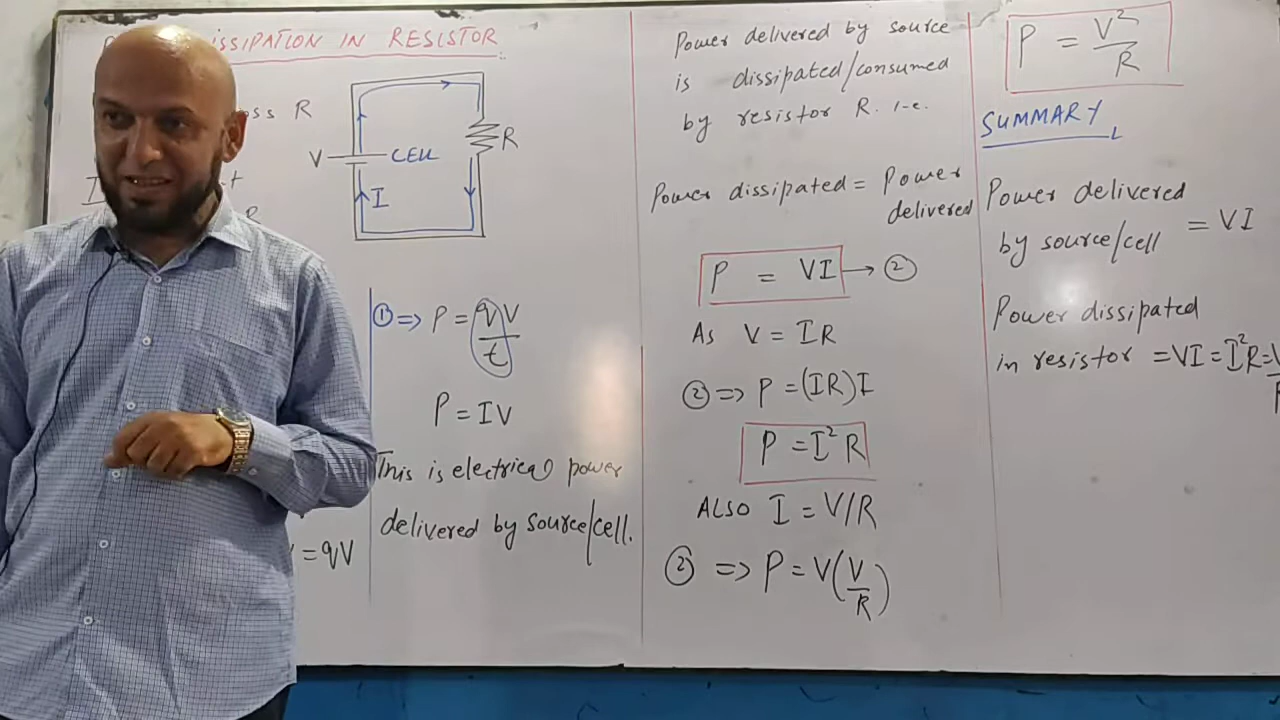 ISSIPATION IN RESISTOR
R
V
CELL
R
I
I
= qV
① => P = qV/t
P = IV
This is electrical power
delivered by source/cell.
Power delivered by source
is dissipated/consumed
by resistor R. i-e.
Power dissipated = Power
delivered
P = VI → ②
As V = IR
② => P = (IR)I
P = I²R
ALSO I = V/R
② => P = V(V/R)
P = V²/R
SUMMARY
Power delivered
by source/cell = VI
Power dissipated
in resistor = VI = I²R = V/R